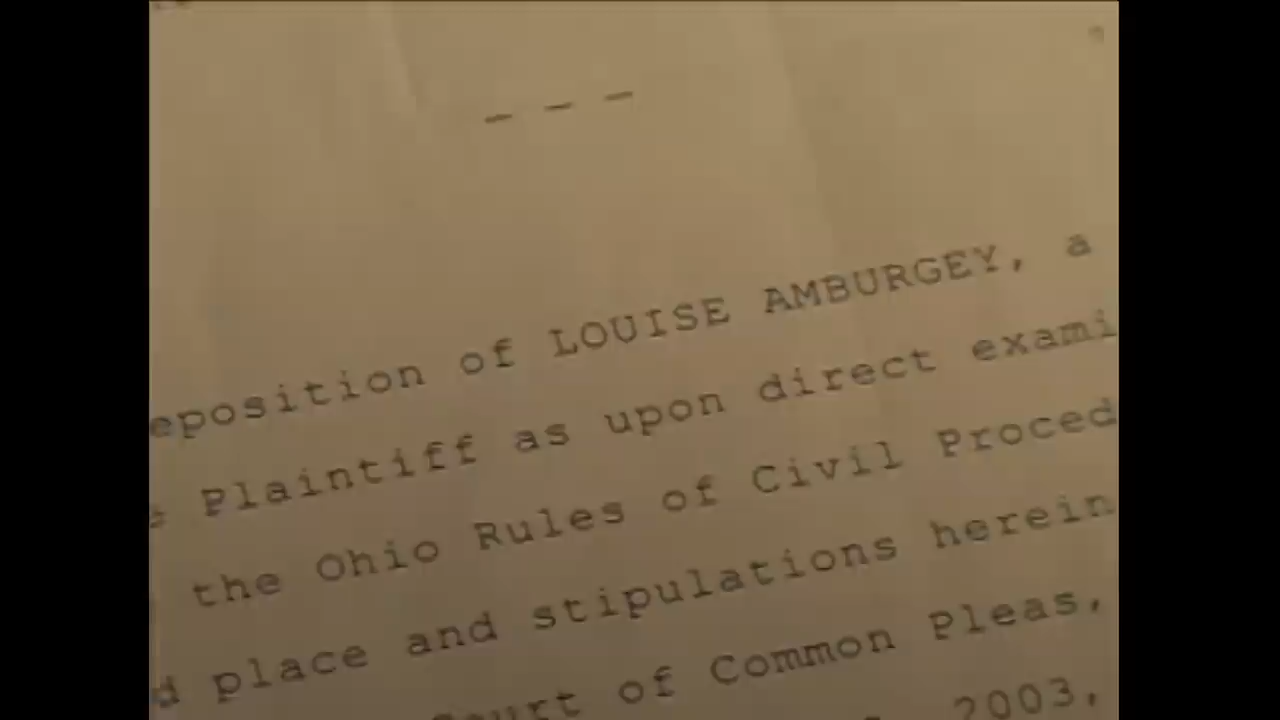 - - -
eposition of LOUISE AMBURGEY, a
Plaintiff as upon direct exami
the Ohio Rules of Civil Proced
d place and stipulations herein
Court of Common Pleas,
2003,